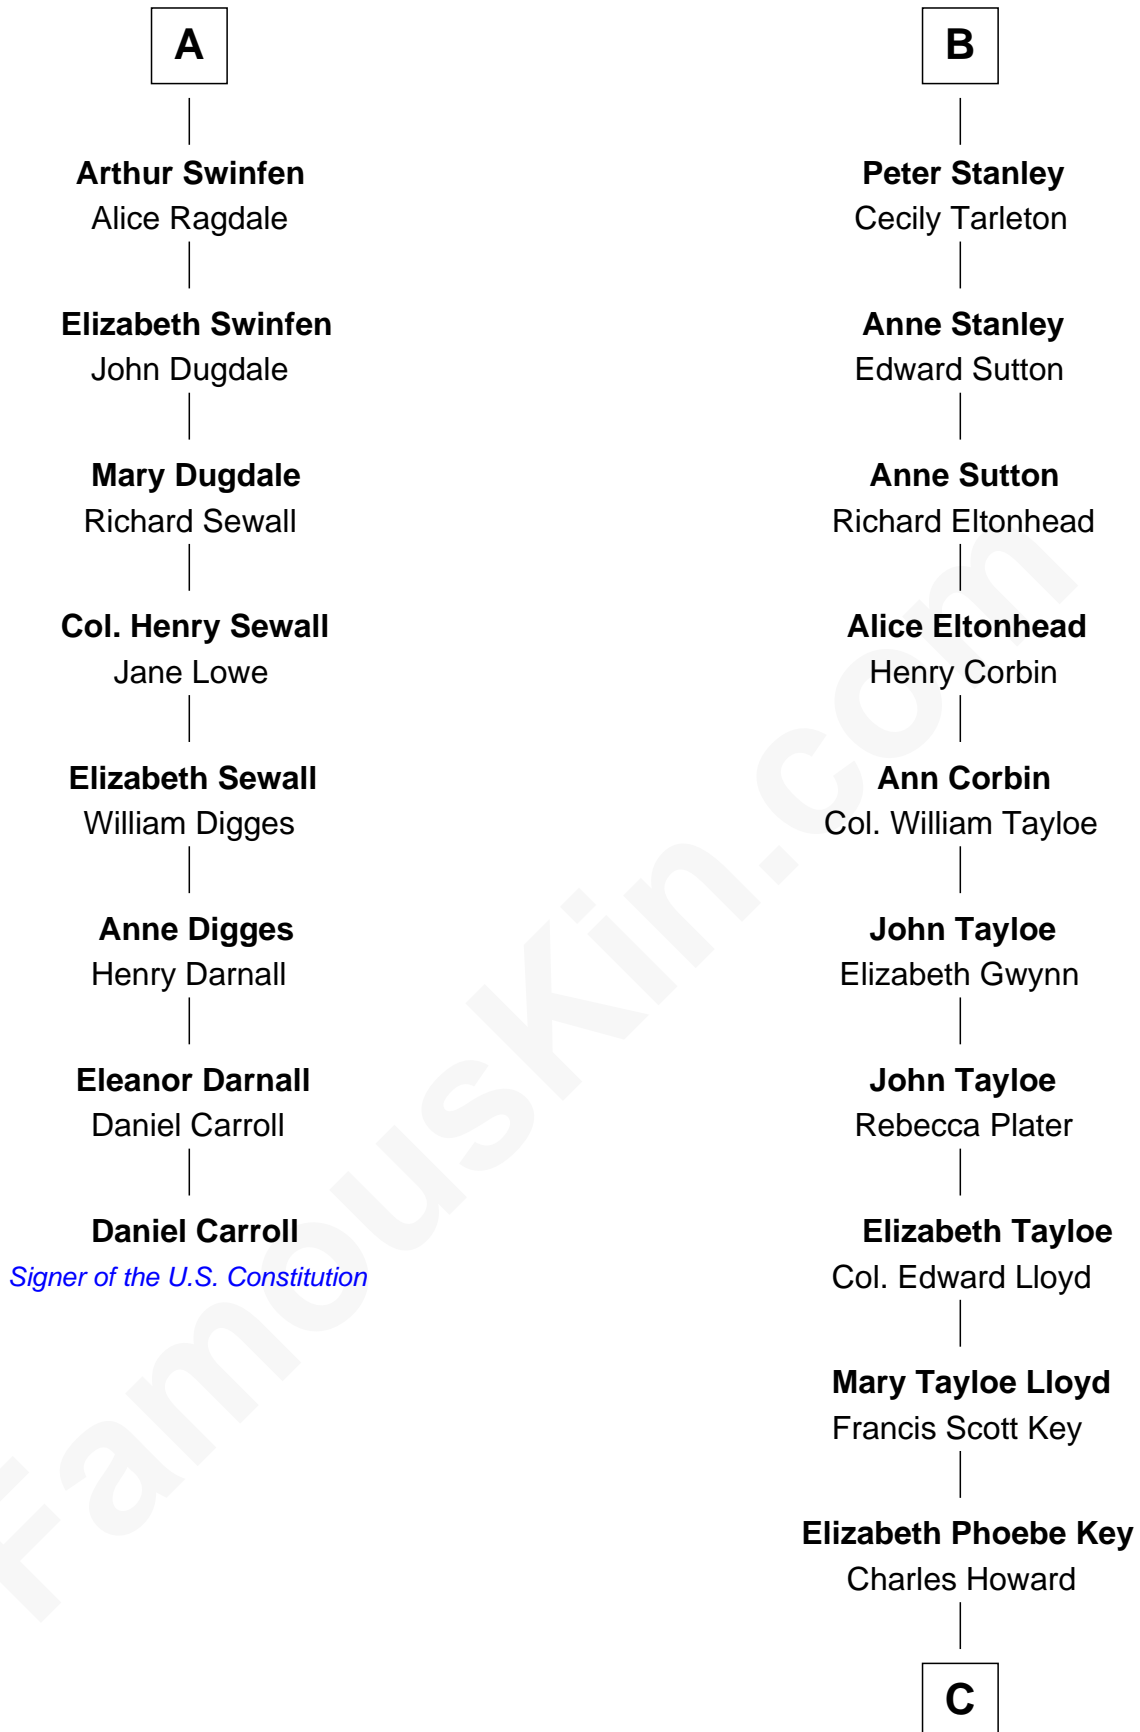 A
Arthur Swinfen
Alice Ragdale
Elizabeth Swinfen
John Dugdale
Mary Dugdale
Richard Sewall
Col. Henry Sewall
Jane Lowe
Elizabeth Sewall
William Digges
Anne Digges
Henry Darnall
Eleanor Darnall
Daniel Carroll
Daniel Carroll
Signer of the U.S. Constitution
B
Peter Stanley
Cecily Tarleton
Anne Stanley
Edward Sutton
Anne Sutton
Richard Eltonhead
Alice Eltonhead
Henry Corbin
Ann Corbin
Col. William Tayloe
John Tayloe
Elizabeth Gwynn
John Tayloe
Rebecca Plater
Elizabeth Tayloe
Col. Edward Lloyd
Mary Tayloe Lloyd
Francis Scott Key
Elizabeth Phoebe Key
Charles Howard
C
FamousKin.com